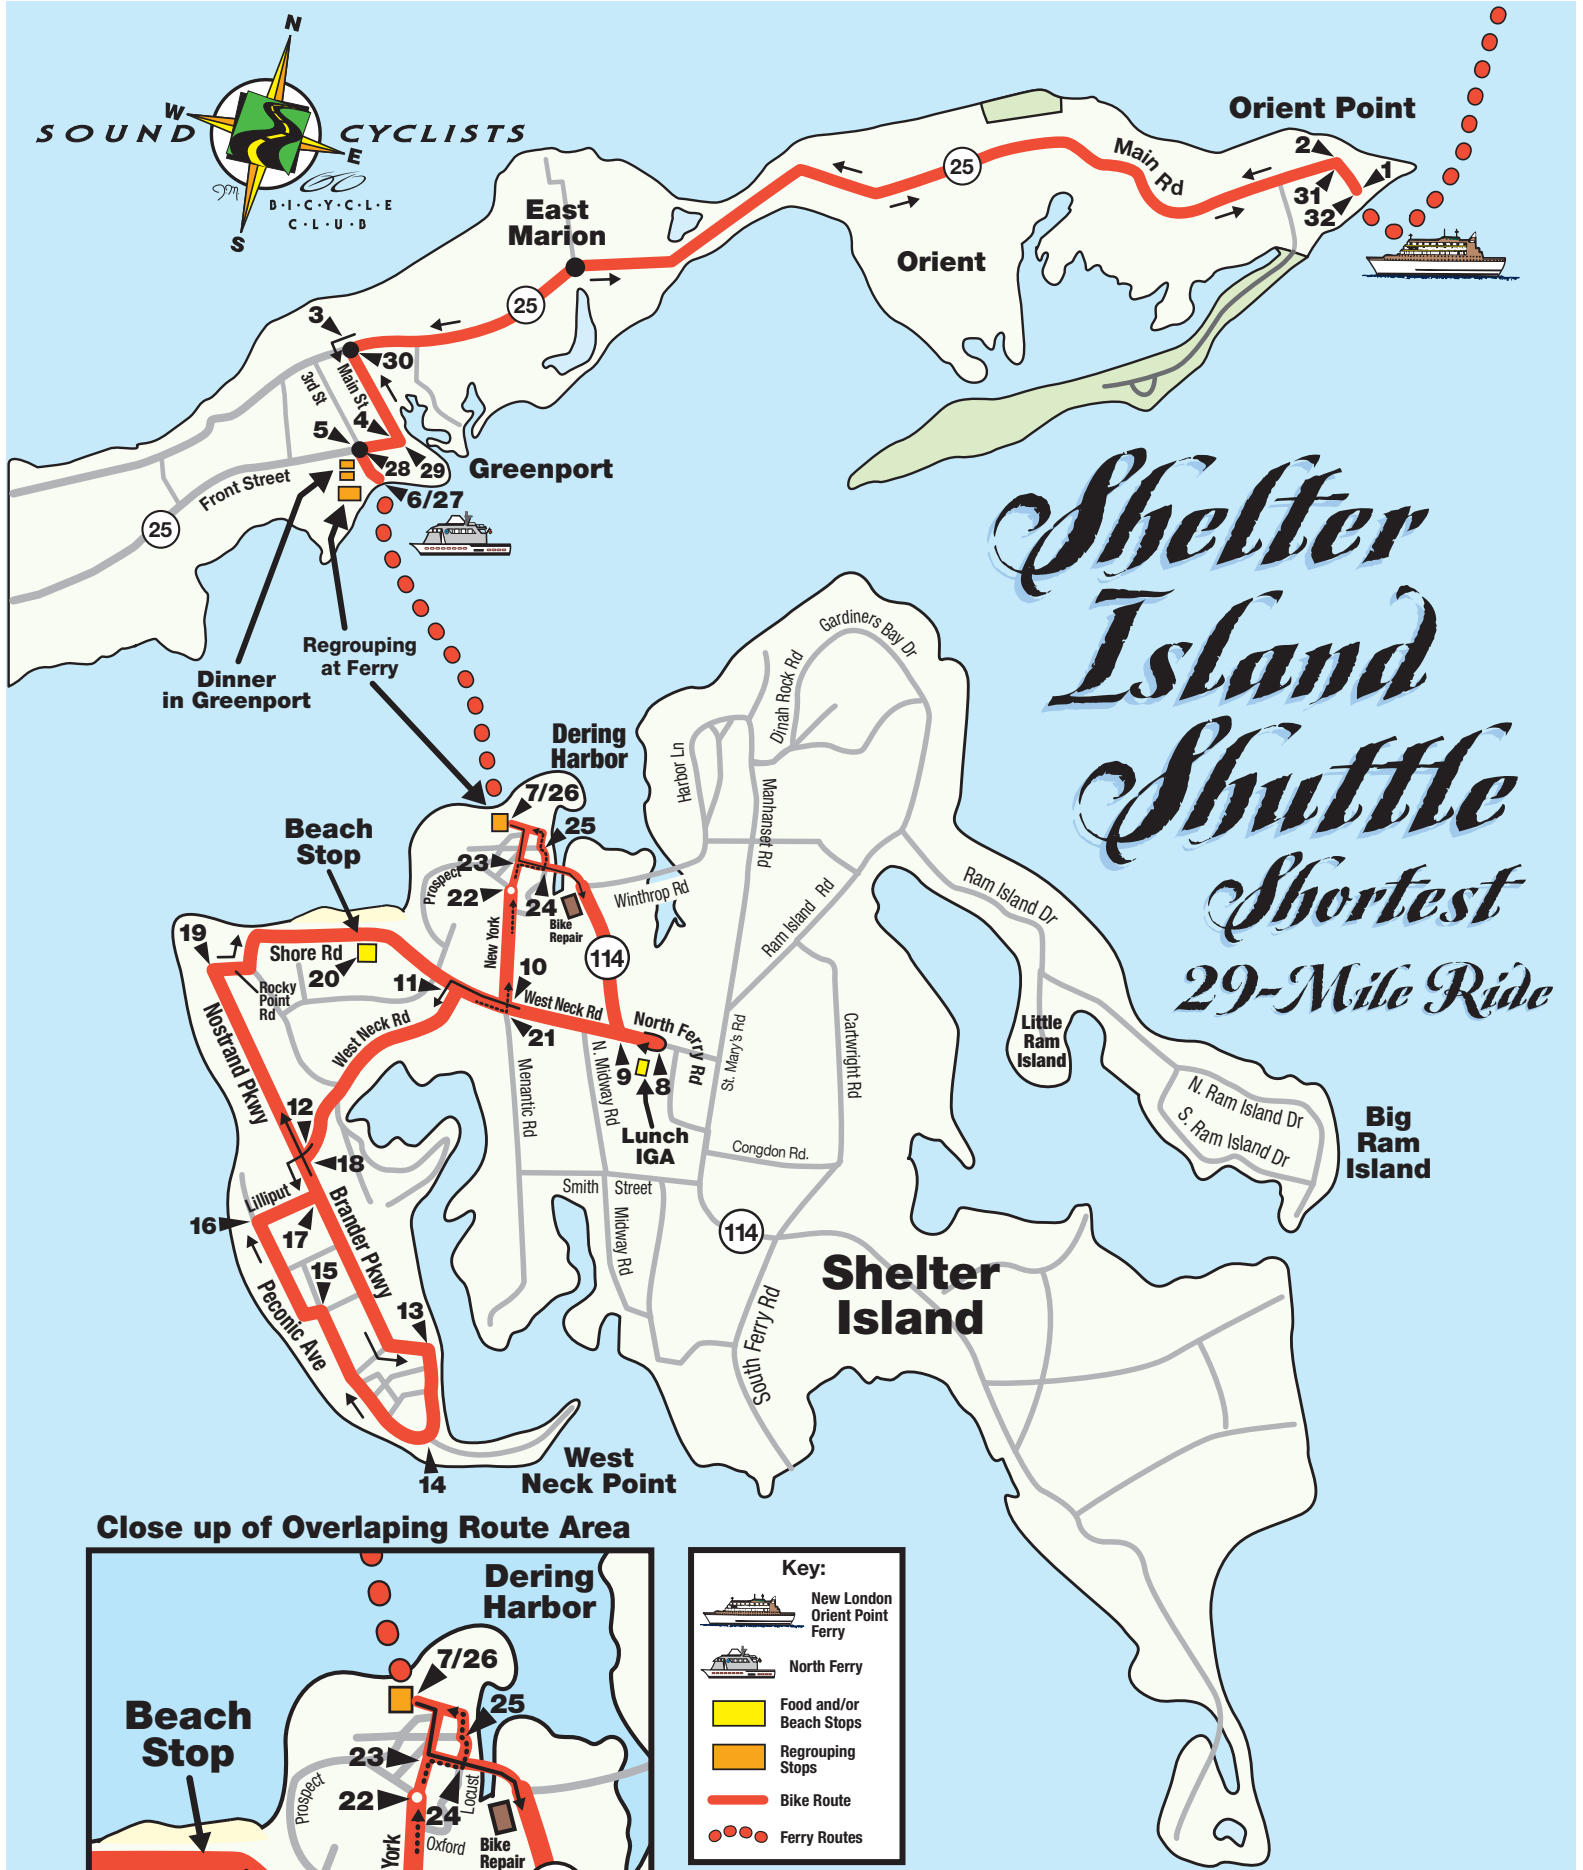 N
W
E
S
SOUND CYCLISTS
JM
60
B·I·C·Y·C·L·E
C·L·U·B
Orient Point
2
1
31
32
Main Rd
25
East
Marion
Orient
25
3
30
3rd St
Main St
4
5
28
29
Greenport
6/27
Front Street
25
Shelter
Island
Shuttle
Shortest
29-Mile Ride
Regrouping
at Ferry
Dinner
in Greenport
Gardiners Bay Dr
Dinah Rock Rd
Harbor Ln
Manhanset Rd
Dering
Harbor
7/26
25
Beach
Stop
23
Prospect
22
24
Bike
Repair
Winthrop Rd
Ram Island Rd
Ram Island Dr
New York
114
19
Shore Rd
20
Rocky
Point
Rd
11
10
West Neck Rd
21
North Ferry Rd
West Neck Rd
Nostrand Pkwy
9
8
Menantic Rd
N. Midway Rd
St. Mary's Rd
Cartwright Rd
Little
Ram
Island
N. Ram Island Dr
S. Ram Island Dr
Big
Ram
Island
Lunch
IGA
12
18
Congdon Rd.
Smith Street
Midway Rd
Lilliput
16
17
Brander Pkwy
15
13
Peconic Ave
114
Shelter
Island
South Ferry Rd
14
West
Neck Point
Close up of Overlaping Route Area
Dering
Harbor
7/26
25
Beach
Stop
23
22
24
Prospect
Locust
Oxford
York
Bike
Repair
Key:
New London
Orient Point
Ferry
North Ferry
Food and/or
Beach Stops
Regrouping
Stops
Bike Route
Ferry Routes